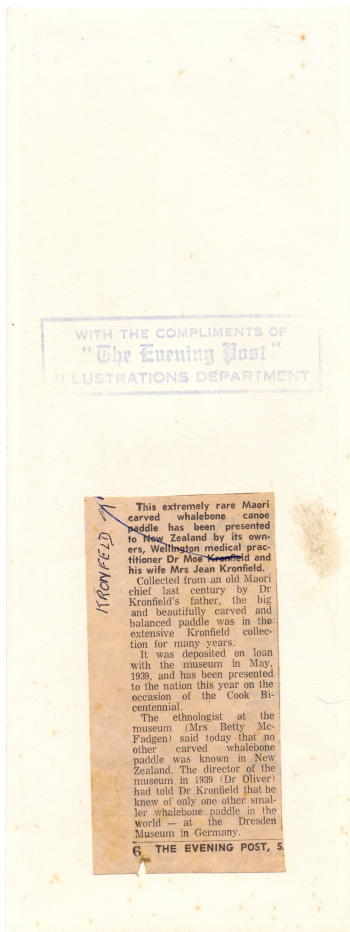 WITH THE COMPLIMENTS OF
"The Evening Post"
ILLUSTRATIONS DEPARTMENT
KRONFELD
This extremely rare Maori
carved whalebone canoe
paddle has been presented
to New Zealand by its own-
ers, Wellington medical prac-
titioner Dr Moe Kronfield and
his wife Mrs Jean Kronfield.
Collected from an old Maori
chief last century by Dr
Kronfield's father, the big
and beautifully carved and
balanced paddle was in the
extensive Kronfield collec-
tion for many years.
It was deposited on loan
with the museum in May,
1939, and has been presented
to the nation this year on the
occasion of the Cook Bi-
centennial.
The ethnologist at the
museum (Mrs Betty Mc-
Fadgen) said today that no
other carved whalebone
paddle was known in New
Zealand. The director of the
museum in 1939 (Dr Oliver)
had told Dr Kronfield that he
knew of only one other smal-
ler whalebone paddle in the
world — at the Dresden
Museum in Germany.
6 THE EVENING POST, S